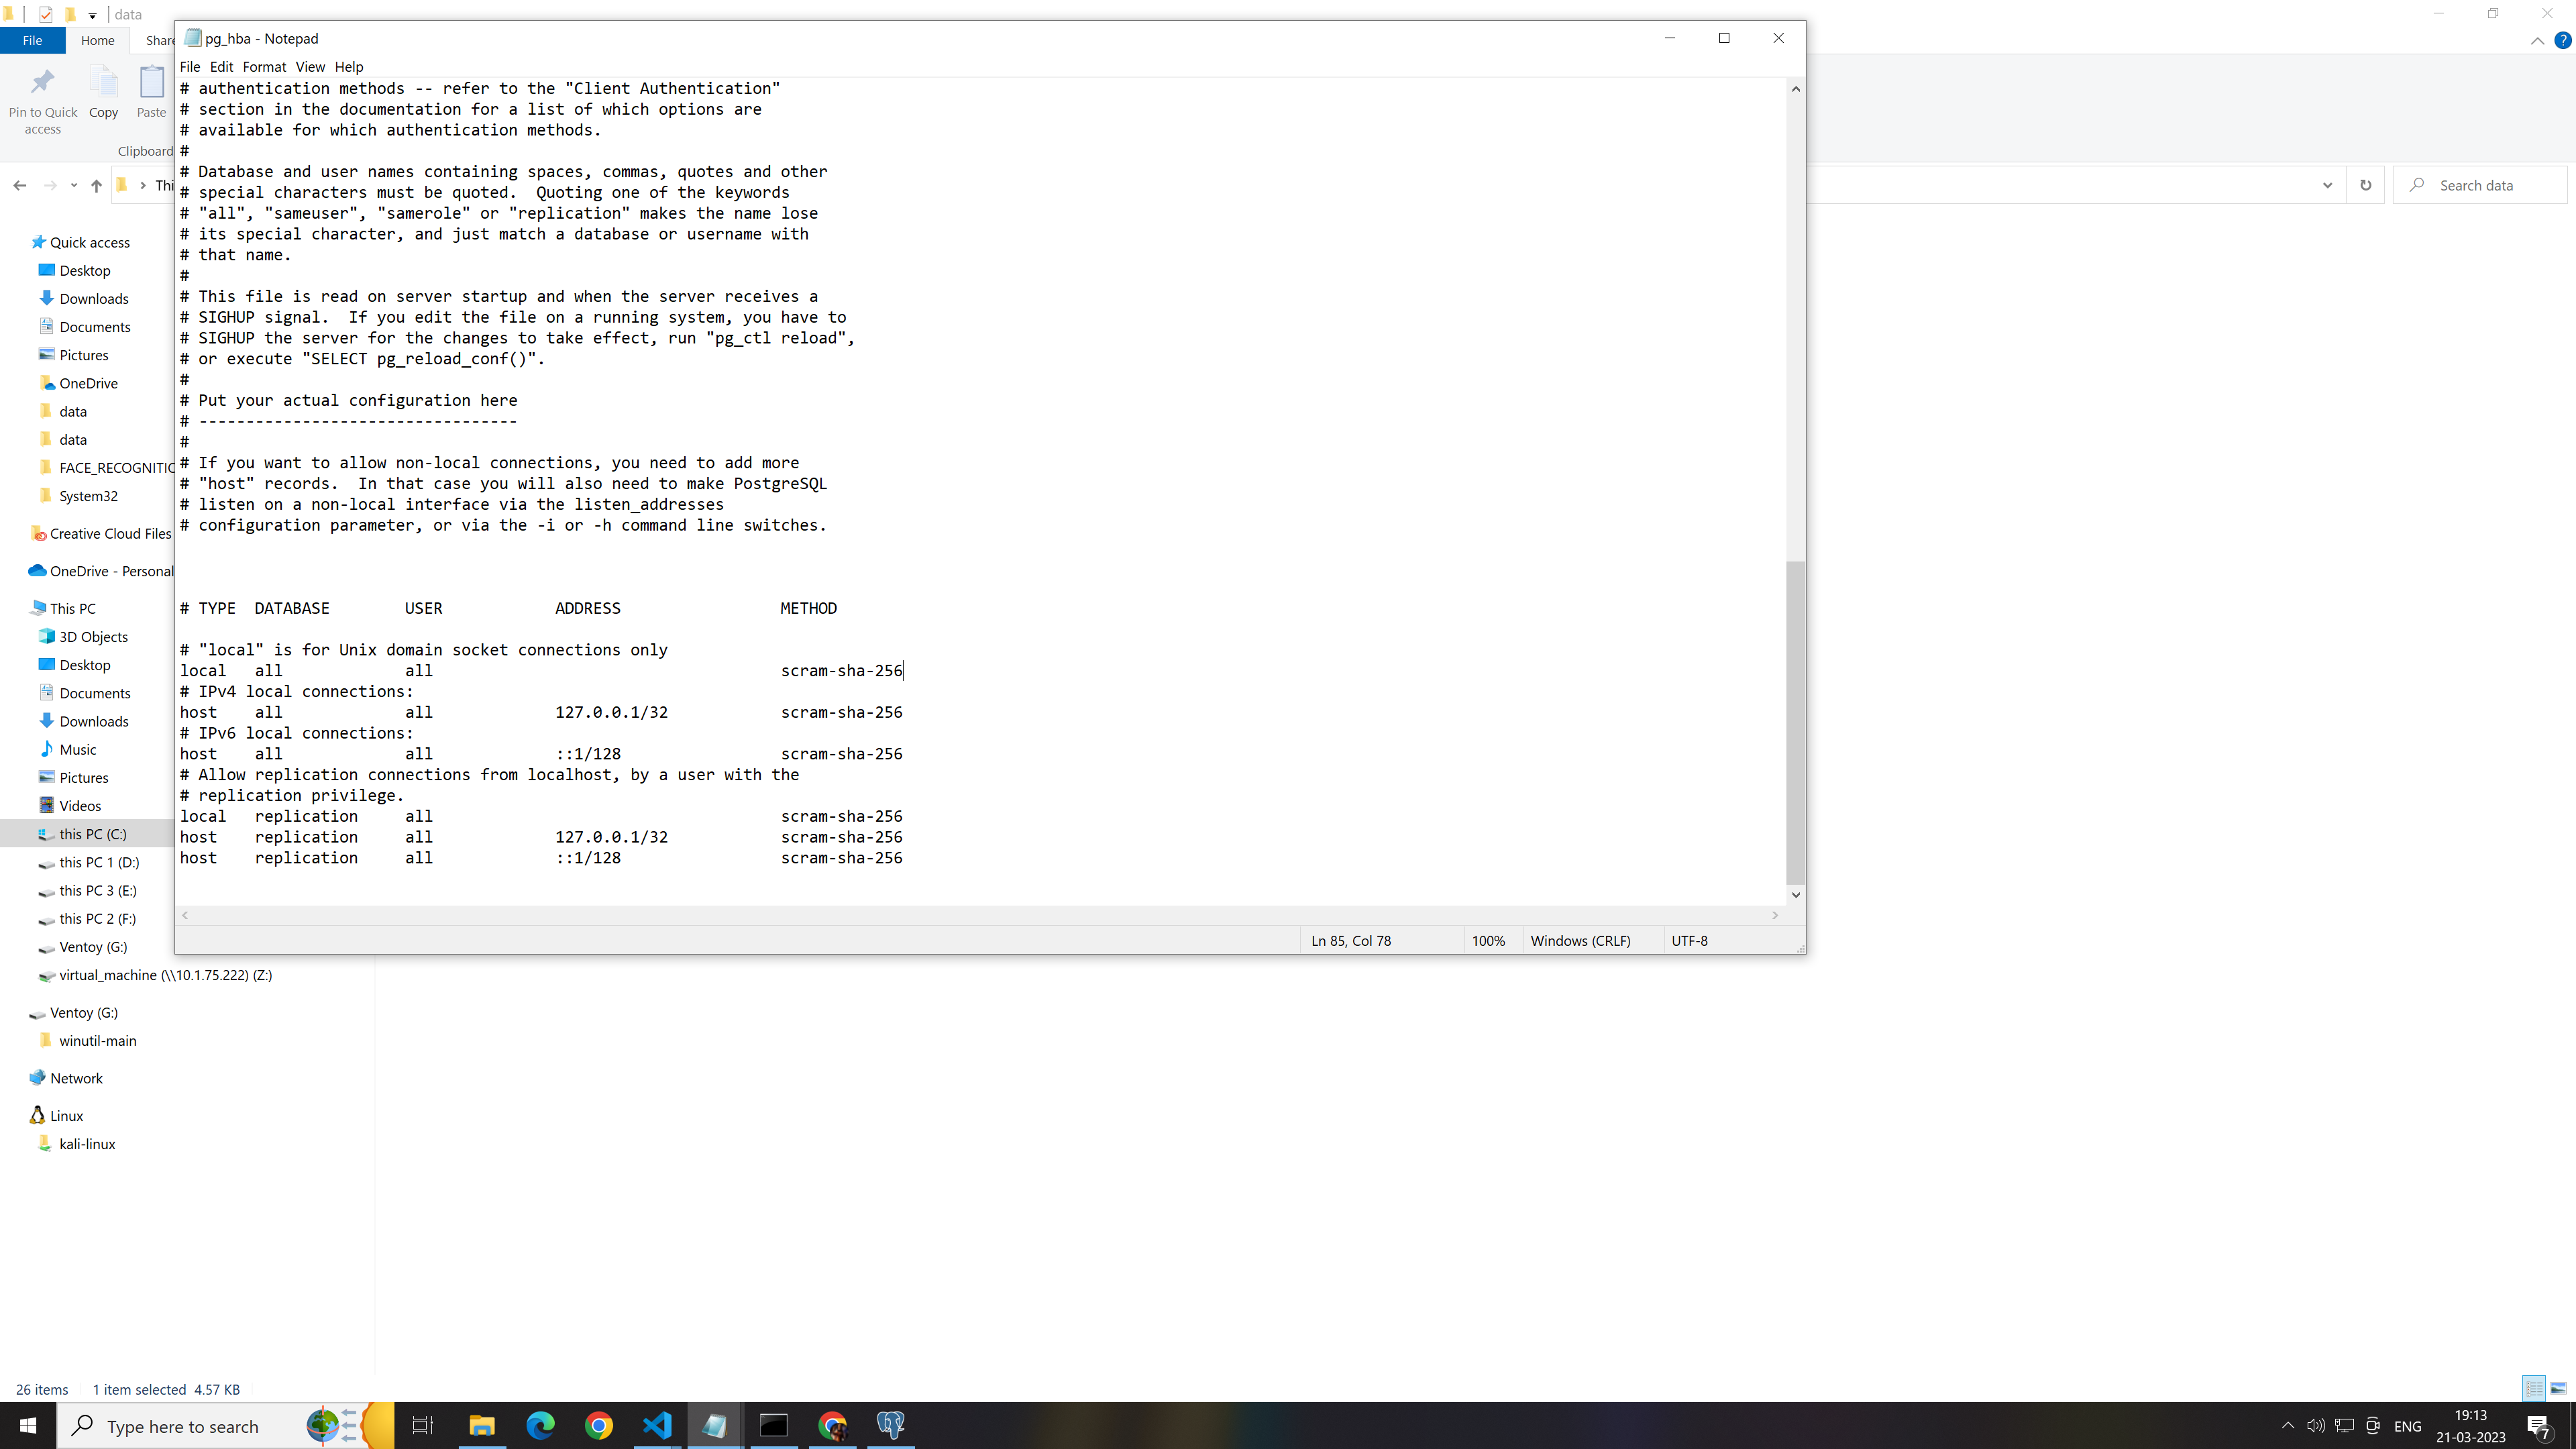 data
File
Home
Share
Pin to Quick access
Copy
Paste
Clipboard
Thi
Search data
Quick access
Desktop
Downloads
Documents
Pictures
OneDrive
data
data
FACE_RECOGNITIC
System32
Creative Cloud Files
OneDrive - Personal
This PC
3D Objects
Desktop
Documents
Downloads
Music
Pictures
Videos
this PC (C:)
this PC 1 (D:)
this PC 3 (E:)
this PC 2 (F:)
Ventoy (G:)
virtual_machine (\\10.1.75.222) (Z:)
Ventoy (G:)
winutil-main
Network
Linux
kali-linux
26 items 1 item selected 4.57 KB
pg_hba - Notepad
File Edit Format View Help
# authentication methods -- refer to the "Client Authentication"
# section in the documentation for a list of which options are
# available for which authentication methods.
#
# Database and user names containing spaces, commas, quotes and other
# special characters must be quoted.  Quoting one of the keywords
# "all", "sameuser", "samerole" or "replication" makes the name lose
# its special character, and just match a database or username with
# that name.
#
# This file is read on server startup and when the server receives a
# SIGHUP signal.  If you edit the file on a running system, you have to
# SIGHUP the server for the changes to take effect, run "pg_ctl reload",
# or execute "SELECT pg_reload_conf()".
#
# Put your actual configuration here
# ----------------------------------
#
# If you want to allow non-local connections, you need to add more
# "host" records.  In that case you will also need to make PostgreSQL
# listen on a non-local interface via the listen_addresses
# configuration parameter, or via the -i or -h command line switches.
# TYPE  DATABASE        USER            ADDRESS                 METHOD
# "local" is for Unix domain socket connections only
local   all             all                                     scram-sha-256
# IPv4 local connections:
host    all             all             127.0.0.1/32            scram-sha-256
# IPv6 local connections:
host    all             all             ::1/128                 scram-sha-256
# Allow replication connections from localhost, by a user with the
# replication privilege.
local   replication     all                                     scram-sha-256
host    replication     all             127.0.0.1/32            scram-sha-256
host    replication     all             ::1/128                 scram-sha-256
Ln 85, Col 78
100%
Windows (CRLF)
UTF-8
Type here to search
ENG
19:13
21-03-2023
7